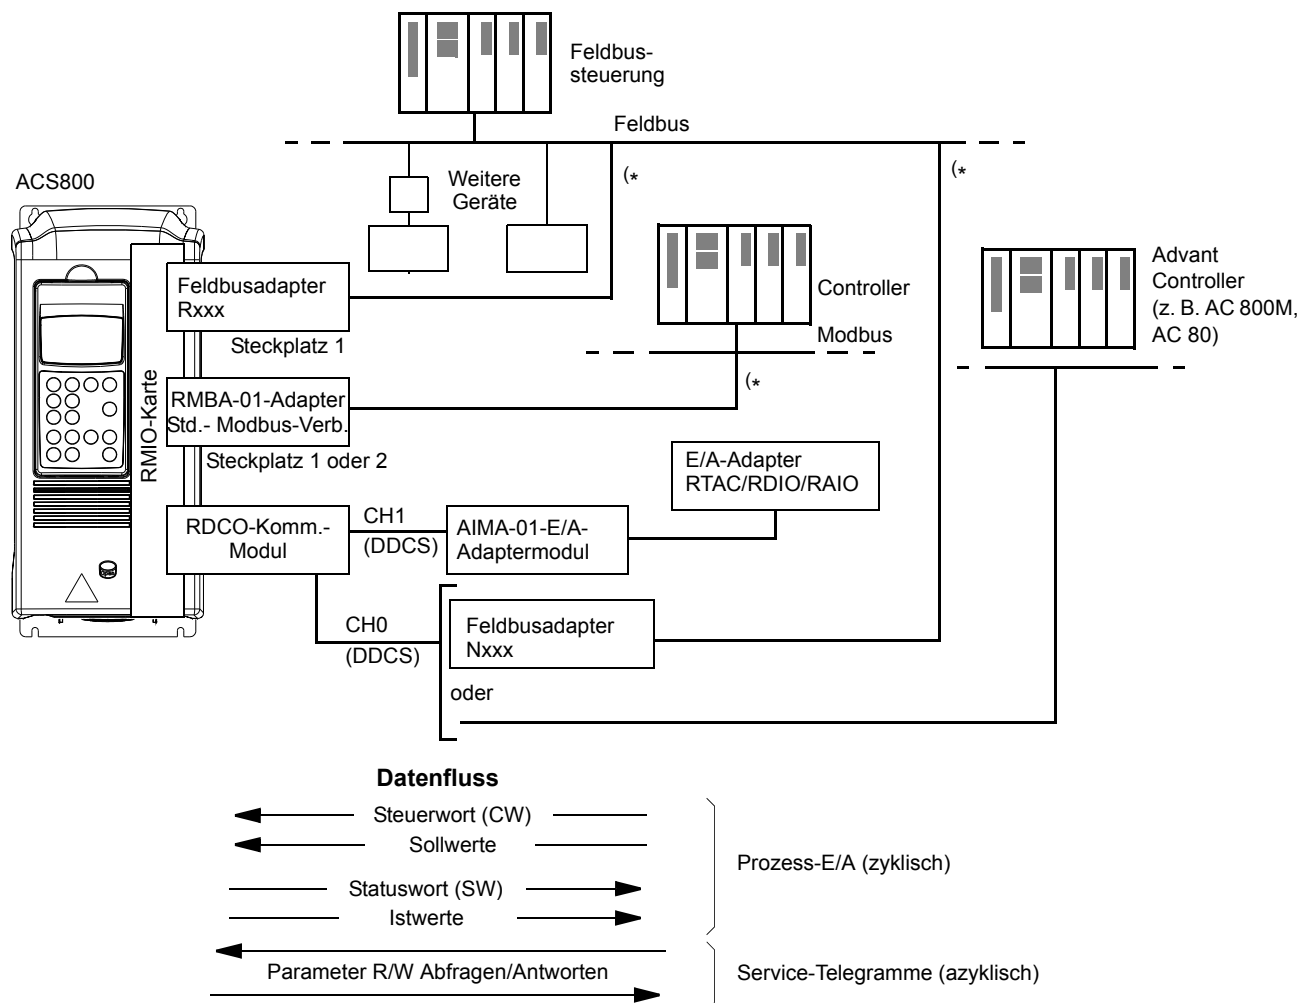 Feldbus-
steuerung
Feldbus
ACS800
Weitere
Geräte
(*
(*
Feldbusadapter
Rxxx
Steckplatz 1
Controller
Modbus
Advant
Controller
(z. B. AC 800M,
AC 80)
RMIO-Karte
RMBA-01-Adapter
Std.- Modbus-Verb.
(*
Steckplatz 1 oder 2
E/A-Adapter
RTAC/RDIO/RAIO
RDCO-Komm.-
Modul
CH1
(DDCS)
AIMA-01-E/A-
Adaptermodul
CH0
(DDCS)
Feldbusadapter
Nxxx
oder
Datenfluss
Steuerwort (CW)
Sollwerte
Statuswort (SW)
Istwerte
Prozess-E/A (zyklisch)
Parameter R/W Abfragen/Antworten
Service-Telegramme (azyklisch)